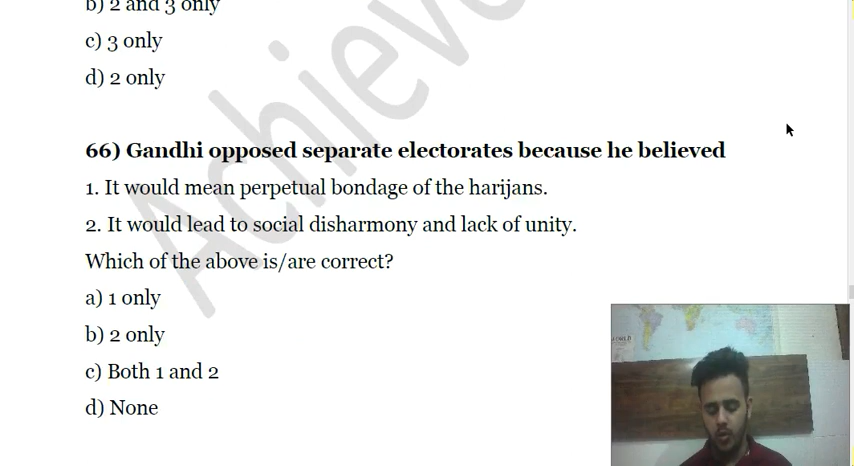 b) 2 and 3 only
c) 3 only
d) 2 only
66) Gandhi opposed separate electorates because he believed
1. It would mean perpetual bondage of the harijans.
2. It would lead to social disharmony and lack of unity.
Which of the above is/are correct?
a) 1 only
b) 2 only
c) Both 1 and 2
d) None
Achieve